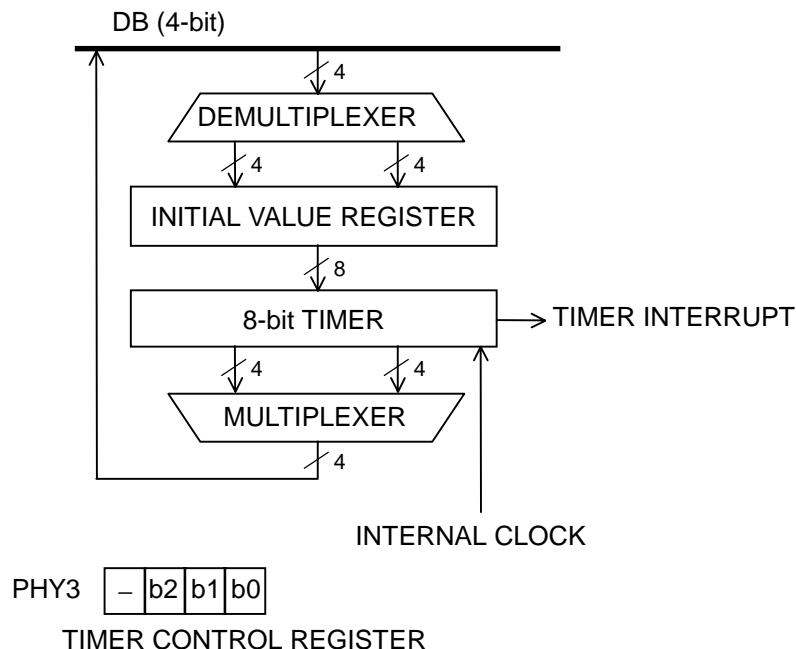 DB (4-bit)
4
DEMULTIPLEXER
4 4
INITIAL VALUE REGISTER
8
8-bit TIMER
TIMER INTERRUPT
4 4
MULTIPLEXER
4
INTERNAL CLOCK
PHY3 – b2 b1 b0
TIMER CONTROL REGISTER